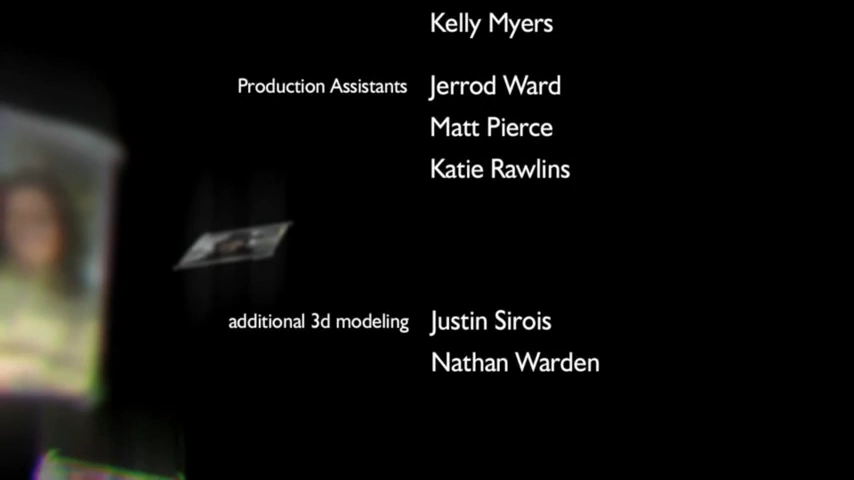 Kelly Myers
Production Assistants Jerrod Ward
Matt Pierce
Katie Rawlins
additional 3d modeling Justin Sirois
Nathan Warden